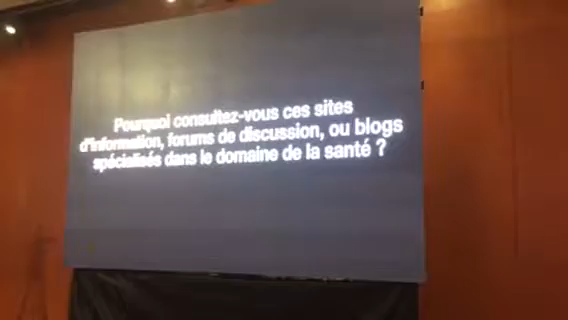 Pourquoi consultez-vous ces sites
d'information, forums de discussion, ou blogs
spécialisés dans le domaine de la santé ?